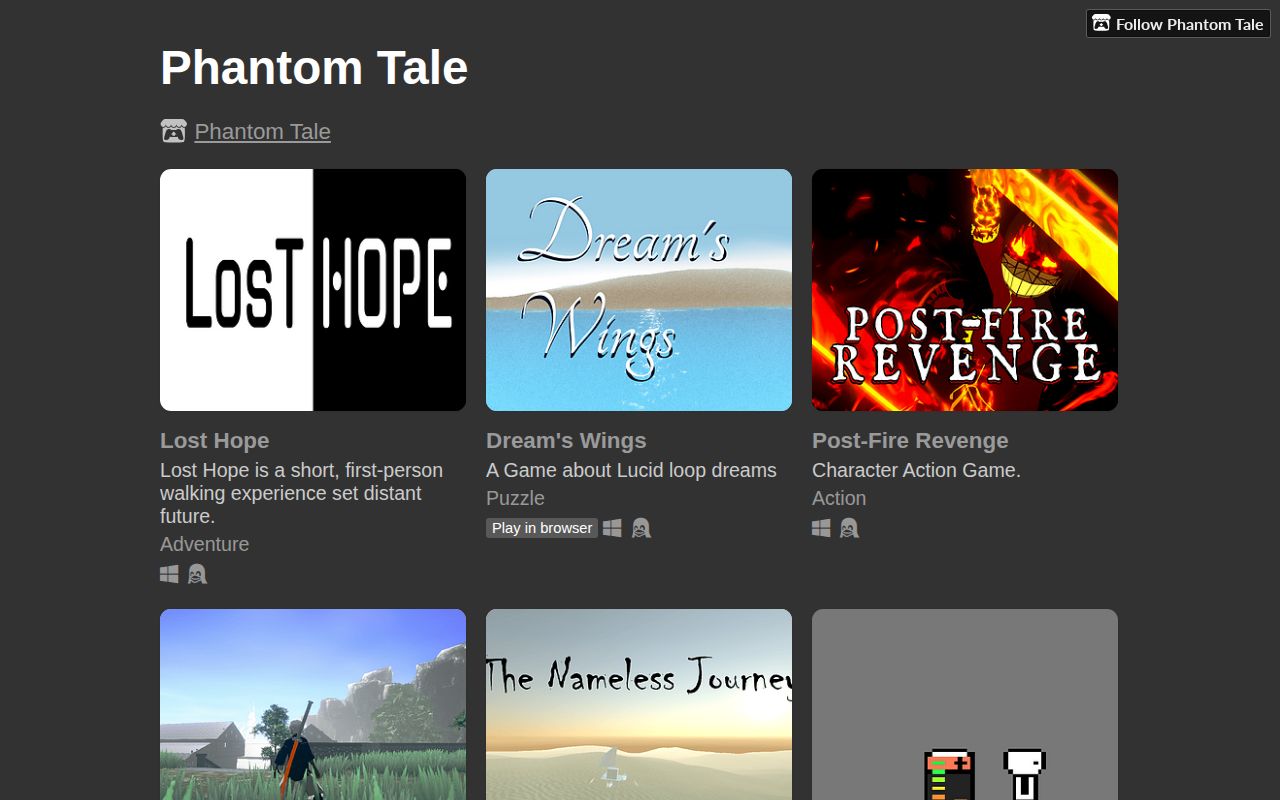 Follow Phantom Tale
Phantom Tale
Phantom Tale
LosT HOPE
Dream's
Wings
POST-FIRE
REVENGE
Lost Hope
Lost Hope is a short, first-person
walking experience set distant
future.
Adventure
Dream's Wings
A Game about Lucid loop dreams
Puzzle
Play in browser
Post-Fire Revenge
Character Action Game.
Action
The Nameless Journey